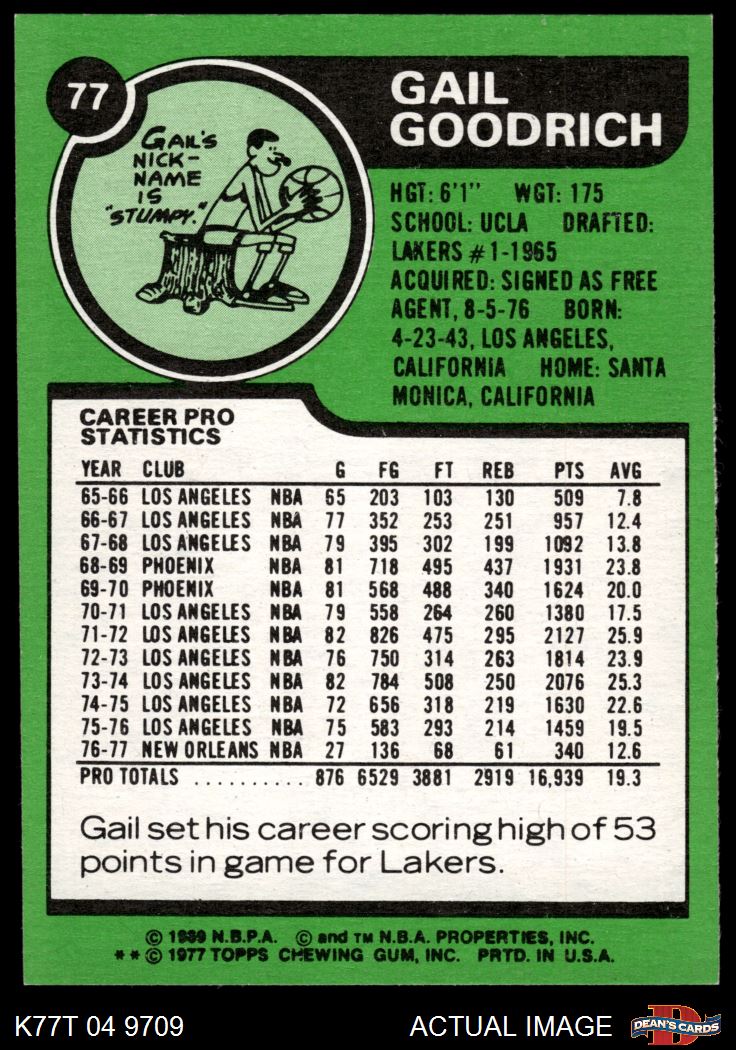 77
GAIL
GOODRICH
GAIL'S
NICK-
NAME
IS
"STUMPY."
HGT: 6'1" WGT: 175
SCHOOL: UCLA DRAFTED:
LAKERS #1-1965
ACQUIRED: SIGNED AS FREE
AGENT, 8-5-76 BORN:
4-23-43, LOS ANGELES,
CALIFORNIA HOME: SANTA
MONICA, CALIFORNIA
CAREER PRO
STATISTICS
YEAR CLUB G FG FT REB PTS AVG
65-66 LOS ANGELES NBA 65 203 103 130 509 7.8
66-67 LOS ANGELES NBA 77 352 253 251 957 12.4
67-68 LOS ANGELES NBA 79 395 302 199 1092 13.8
68-69 PHOENIX NBA 81 718 495 437 1931 23.8
69-70 PHOENIX NBA 81 568 488 340 1624 20.0
70-71 LOS ANGELES NBA 79 558 264 260 1380 17.5
71-72 LOS ANGELES NBA 82 826 475 295 2127 25.9
72-73 LOS ANGELES NBA 76 750 314 263 1814 23.9
73-74 LOS ANGELES NBA 82 784 508 250 2076 25.3
74-75 LOS ANGELES NBA 72 656 318 219 1630 22.6
75-76 LOS ANGELES NBA 75 583 293 214 1459 19.5
76-77 NEW ORLEANS NBA 27 136 68 61 340 12.6
PRO TOTALS .......... 876 6529 3881 2919 16,939 19.3
Gail set his career scoring high of 53
points in game for Lakers.
© N.B.P.A. © and TM N.B.A. PROPERTIES, INC.
**© 1977 TOPPS CHEWING GUM, INC. PRTD. IN U.S.A.
K77T 04 9709 ACTUAL IMAGE
D
DEAN'S CARDS